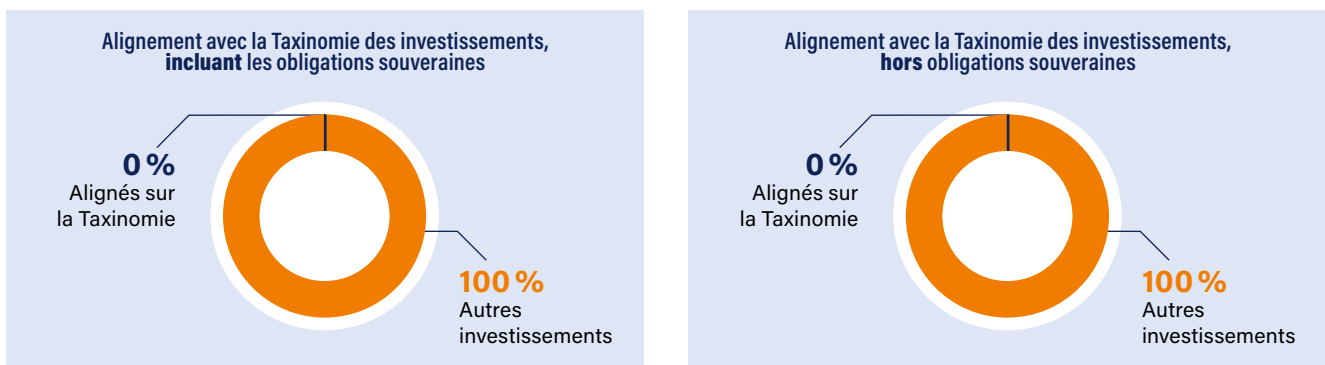 Alignement avec la Taxinomie des investissements,
incluant les obligations souveraines
0 %
Alignés sur
la Taxinomie
100 %
Autres
investissements
Alignement avec la Taxinomie des investissements,
hors obligations souveraines
0 %
Alignés sur
la Taxinomie
100 %
Autres
investissements